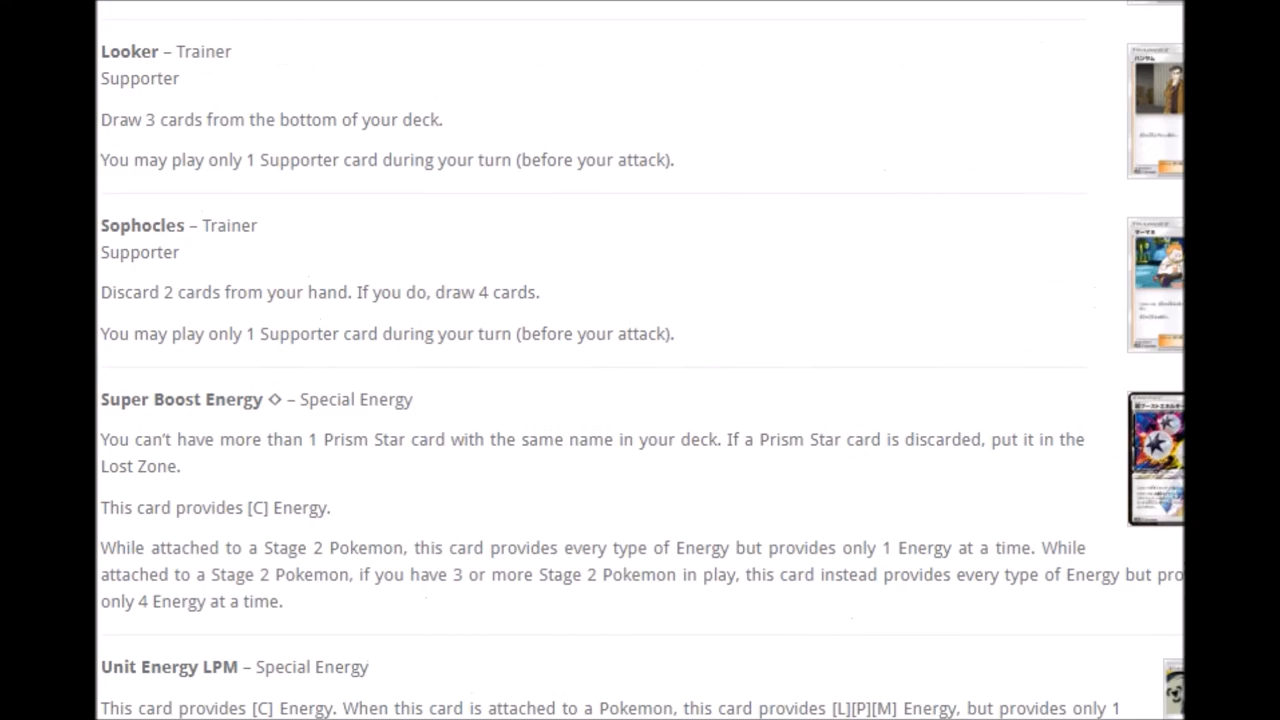 Looker – Trainer
Supporter
Draw 3 cards from the bottom of your deck.
You may play only 1 Supporter card during your turn (before your attack).
ハンサム
Sophocles – Trainer
Supporter
Discard 2 cards from your hand. If you do, draw 4 cards.
You may play only 1 Supporter card during your turn (before your attack).
マーマネ
Super Boost Energy ◇ – Special Energy
You can’t have more than 1 Prism Star card with the same name in your deck. If a Prism Star card is discarded, put it in the
Lost Zone.
This card provides [C] Energy.
While attached to a Stage 2 Pokemon, this card provides every type of Energy but provides only 1 Energy at a time. While
attached to a Stage 2 Pokemon, if you have 3 or more Stage 2 Pokemon in play, this card instead provides every type of Energy but pro
only 4 Energy at a time.
Unit Energy LPM – Special Energy
This card provides [C] Energy. When this card is attached to a Pokemon, this card provides [L][P][M] Energy, but provides only 1